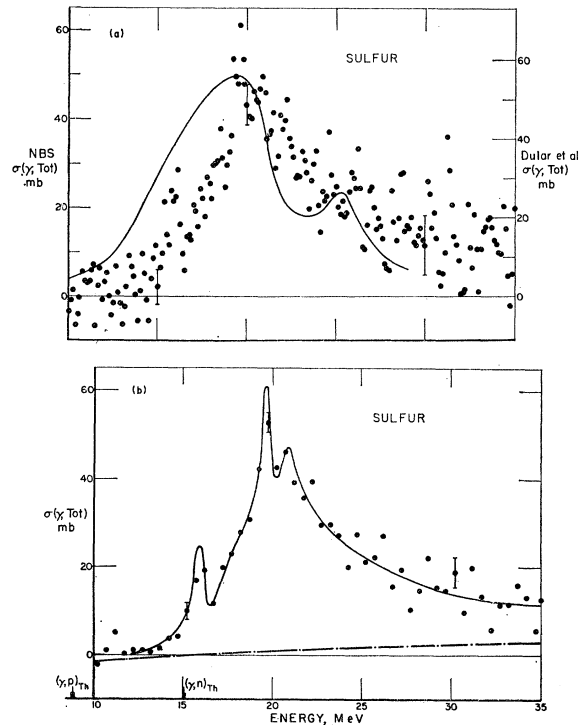 60
(a)
SULFUR
60
40
NBS
σ(γ,Tot)
.mb
40
Dular et al
σ(γ,Tot)
mb
20
20
0
0
60
(b)
SULFUR
40
σ(γ,Tot)
mb
20
0
(γ,p)Th
(γ,n)Th
10
15
20
25
30
35
ENERGY, MeV